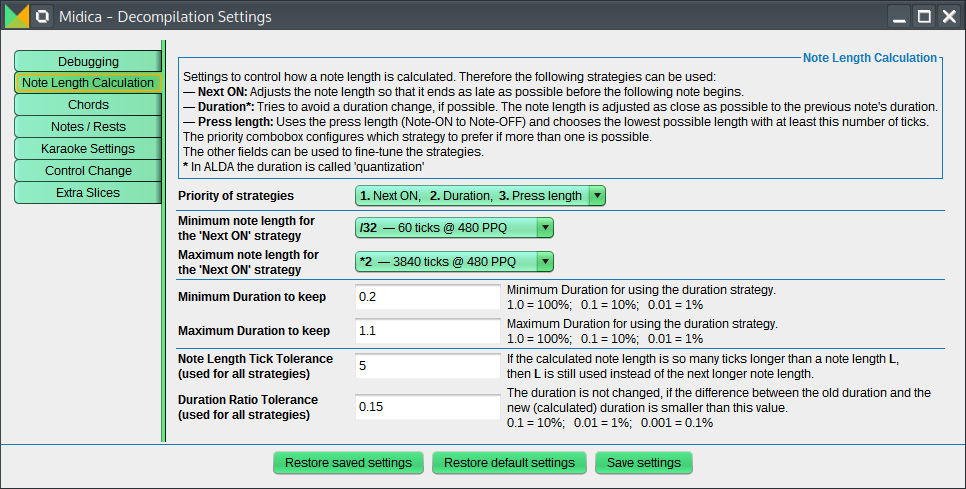 Midica - Decompilation Settings
Debugging
Note Length Calculation
Chords
Notes / Rests
Karaoke Settings
Control Change
Extra Slices
Note Length Calculation
Settings to control how a note length is calculated. Therefore the following strategies can be used:
— Next ON: Adjusts the note length so that it ends as late as possible before the following note begins.
— Duration*: Tries to avoid a duration change, if possible. The note length is adjusted as close as possible to the previous note's duration.
— Press length: Uses the press length (Note-ON to Note-OFF) and chooses the lowest possible length with at least this number of ticks.
The priority combobox configures which strategy to prefer if more than one is possible.
The other fields can be used to fine-tune the strategies.
* In ALDA the duration is called 'quantization'
Priority of strategies
1. Next ON, 2. Duration, 3. Press length
Minimum note length for
the 'Next ON' strategy
/32 — 60 ticks @ 480 PPQ
Maximum note length for
the 'Next ON' strategy
*2 — 3840 ticks @ 480 PPQ
Minimum Duration to keep
0.2
Minimum Duration for using the duration strategy.
1.0 = 100%; 0.1 = 10%; 0.01 = 1%
Maximum Duration to keep
1.1
Maximum Duration for using the duration strategy.
1.0 = 100%; 0.1 = 10%; 0.01 = 1%
Note Length Tick Tolerance
(used for all strategies)
5
If the calculated note length is so many ticks longer than a note length L,
then L is still used instead of the next longer note length.
Duration Ratio Tolerance
(used for all strategies)
0.15
The duration is not changed, if the difference between the old duration and the
new (calculated) duration is smaller than this value.
0.1 = 10%; 0.01 = 1%; 0.001 = 0.1%
Restore saved settings
Restore default settings
Save settings